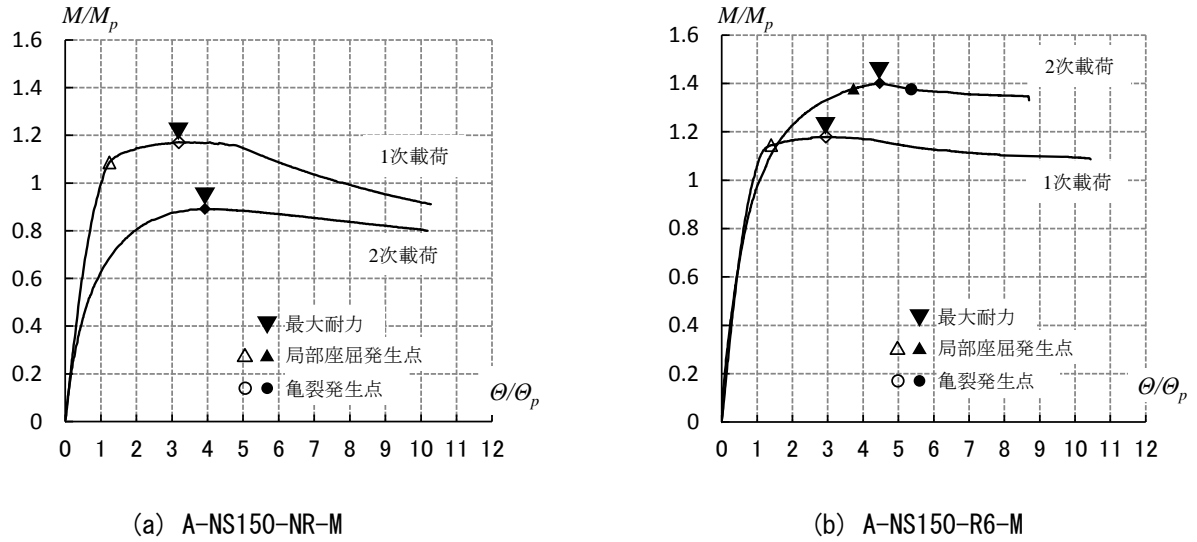 M/Mp
1.6
1.4
1.2
1
0.8
0.6
0.4
0.2
0
0 1 2 3 4 5 6 7 8 9 10 11 12
1次載荷
2次載荷
▼ 最大耐力
△ ▲ 局部座屈発生点
○ ● 亀裂発生点
Θ/Θp
(a) A-NS150-NR-M
M/Mp
1.6
1.4
1.2
1
0.8
0.6
0.4
0.2
0
0 1 2 3 4 5 6 7 8 9 10 11 12
2次載荷
1次載荷
▼ 最大耐力
△ ▲ 局部座屈発生点
○ ● 亀裂発生点
Θ/Θp
(b) A-NS150-R6-M